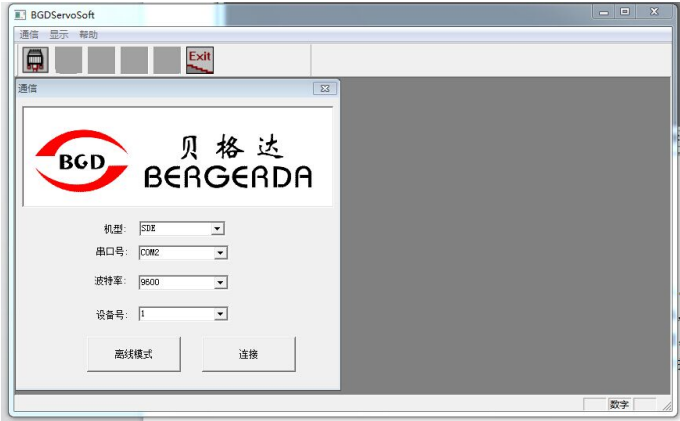 BGDServoSoft
通信 显示 帮助
Exit
通信
BGD
贝格达
BERGERDA
机型: SDE
串口号: COM2
波特率: 9600
设备号: 1
离线模式 连接
数字